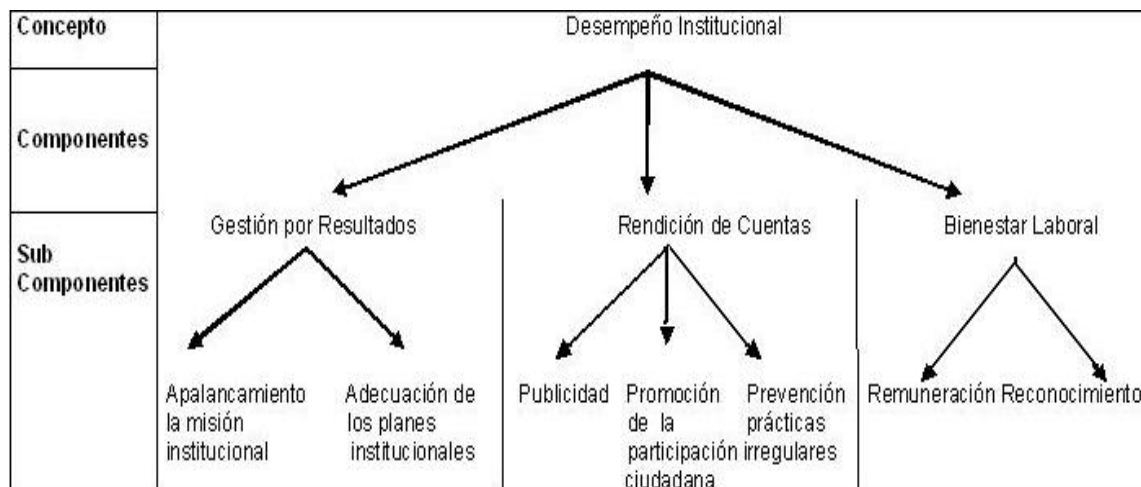 Concepto
Desempeño Institucional
Componentes
Gestión por Resultados
Rendición de Cuentas
Bienestar Laboral
Sub
Componentes
Apalancamiento
la misión
institucional
Adecuación de
los planes
institucionales
Publicidad
Promoción
de la
participación
ciudadana
Prevención
prácticas
irregulares
Remuneración
Reconocimiento